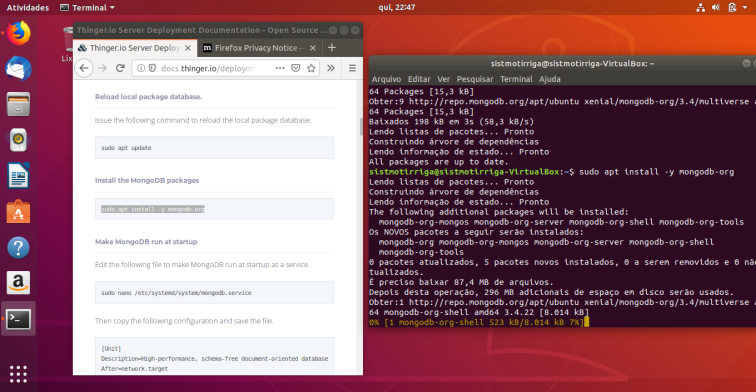 Atividades
Terminal
qui, 22:47
Thinger.io Server Deployment Documentation - Open Source ...
Thinger.io Server Deploy
Firefox Privacy Notice —
docs.thinger.io/deploym
Reload local package database.
Issue the following command to reload the local package database:
sudo apt update
Install the MongoDB packages
sudo apt install -y mongodb-org
Make MongoDB run at startup
Edit the following file to make MongoDB run at startup as a service.
sudo nano /etc/systemd/system/mongodb.service
Then copy the following configuration and save the file.
[Unit]
Description=High-performance, schema-free document-oriented database
After=network.target
sistmotirriga@sistmotirriga-VirtualBox: ~
Arquivo Editar Ver Pesquisar Terminal Ajuda
64 Packages [15,3 kB]
Obter:9 http://repo.mongodb.org/apt/ubuntu xenial/mongodb-org/3.4/multiverse a
64 Packages [15,3 kB]
Baixados 198 kB em 3s (58,3 kB/s)
Lendo listas de pacotes... Pronto
Construindo árvore de dependências
Lendo informação de estado... Pronto
All packages are up to date.
sistmotirriga@sistmotirriga-VirtualBox:~$ sudo apt install -y mongodb-org
Lendo listas de pacotes... Pronto
Construindo árvore de dependências
Lendo informação de estado... Pronto
The following additional packages will be installed:
mongodb-org-mongos mongodb-org-server mongodb-org-shell mongodb-org-tools
Os NOVOS pacotes a seguir serão instalados:
mongodb-org mongodb-org-mongos mongodb-org-server mongodb-org-shell
mongodb-org-tools
0 pacotes atualizados, 5 pacotes novos instalados, 0 a serem removidos e 0 não
tualizados.
É preciso baixar 87,4 MB de arquivos.
Depois desta operação, 296 MB adicionais de espaço em disco serão usados.
Obter:1 http://repo.mongodb.org/apt/ubuntu xenial/mongodb-org/3.4/multiverse a
64 mongodb-org-shell amd64 3.4.22 [8.014 kB]
0% [1 mongodb-org-shell 523 kB/8.014 kB 7%]